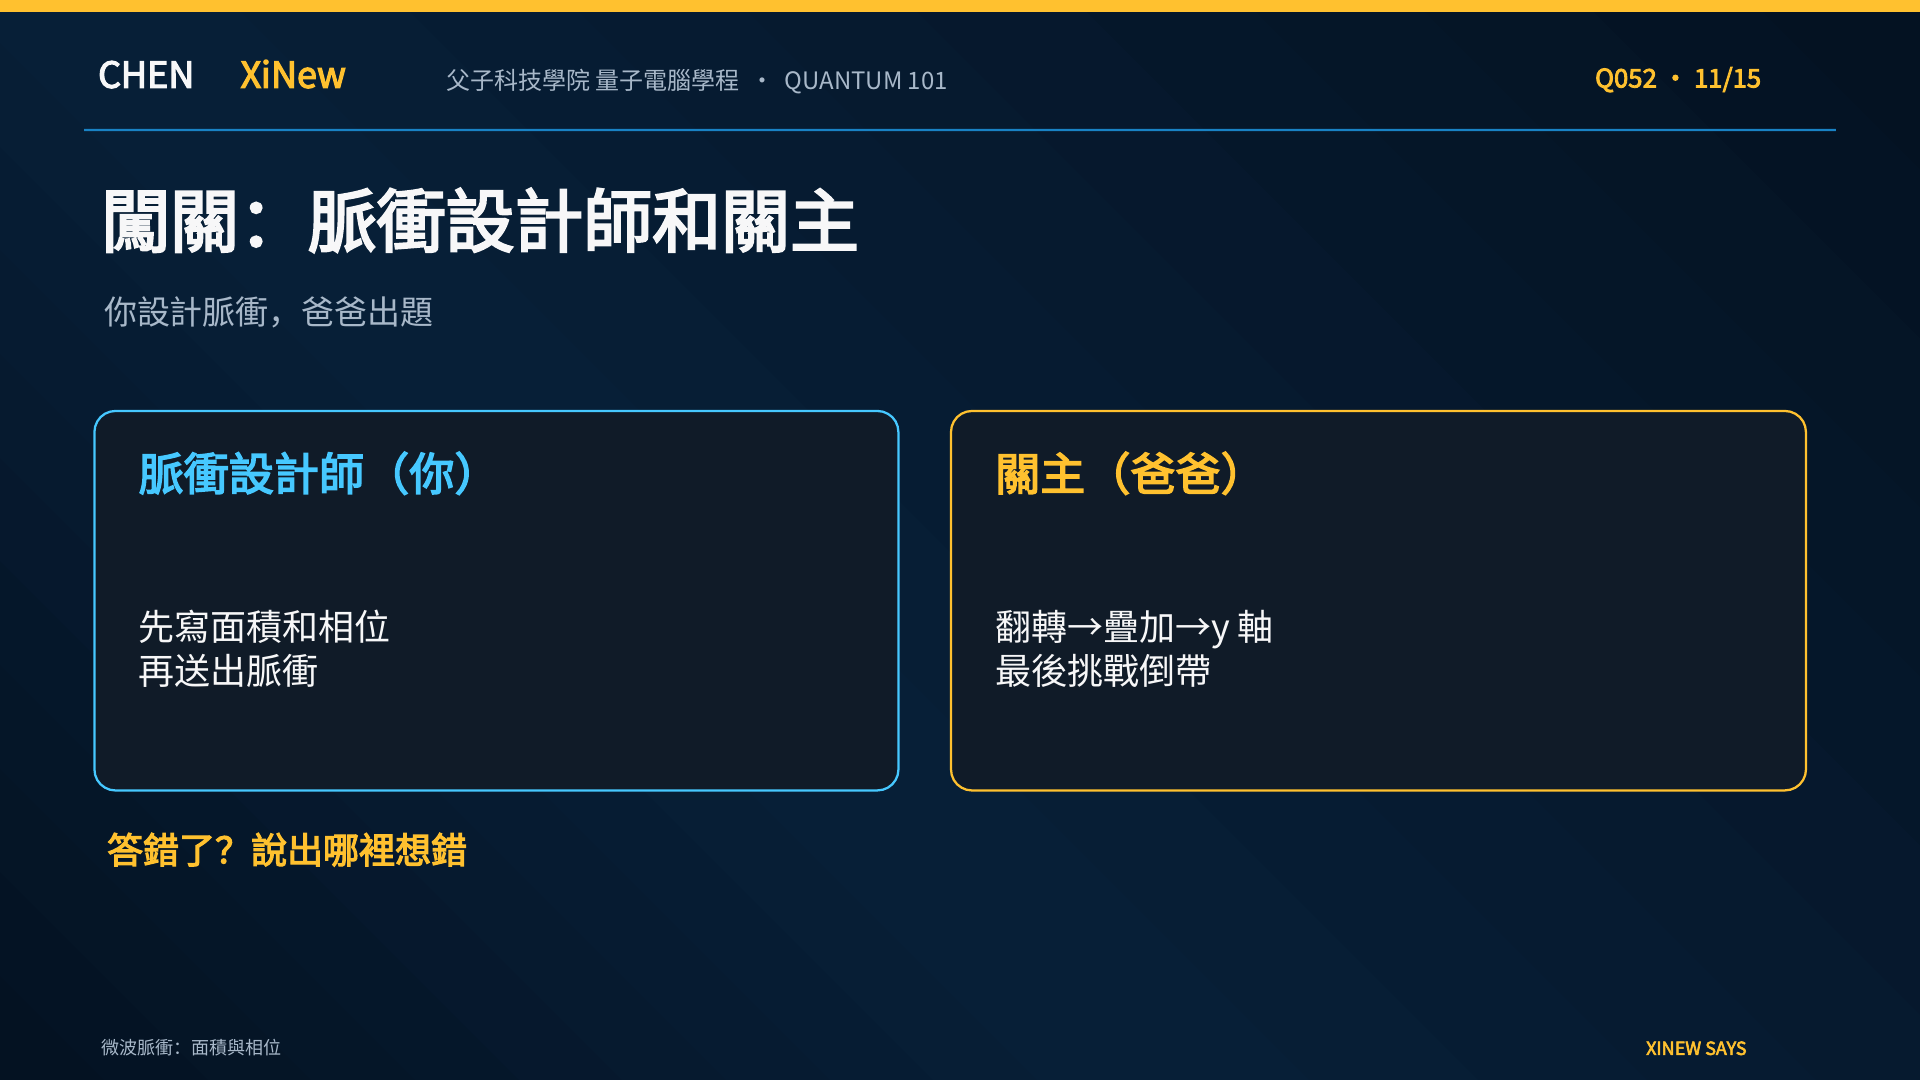 CHEN XiNew 父子科技學院 量子電腦學程 · QUANTUM 101 Q052 · 11/15
闖關：脈衝設計師和關主
你設計脈衝，爸爸出題
脈衝設計師（你）
先寫面積和相位
再送出脈衝
關主（爸爸）
翻轉→疊加→y 軸
最後挑戰倒帶
答錯了？說出哪裡想錯
微波脈衝：面積與相位
XINEW SAYS